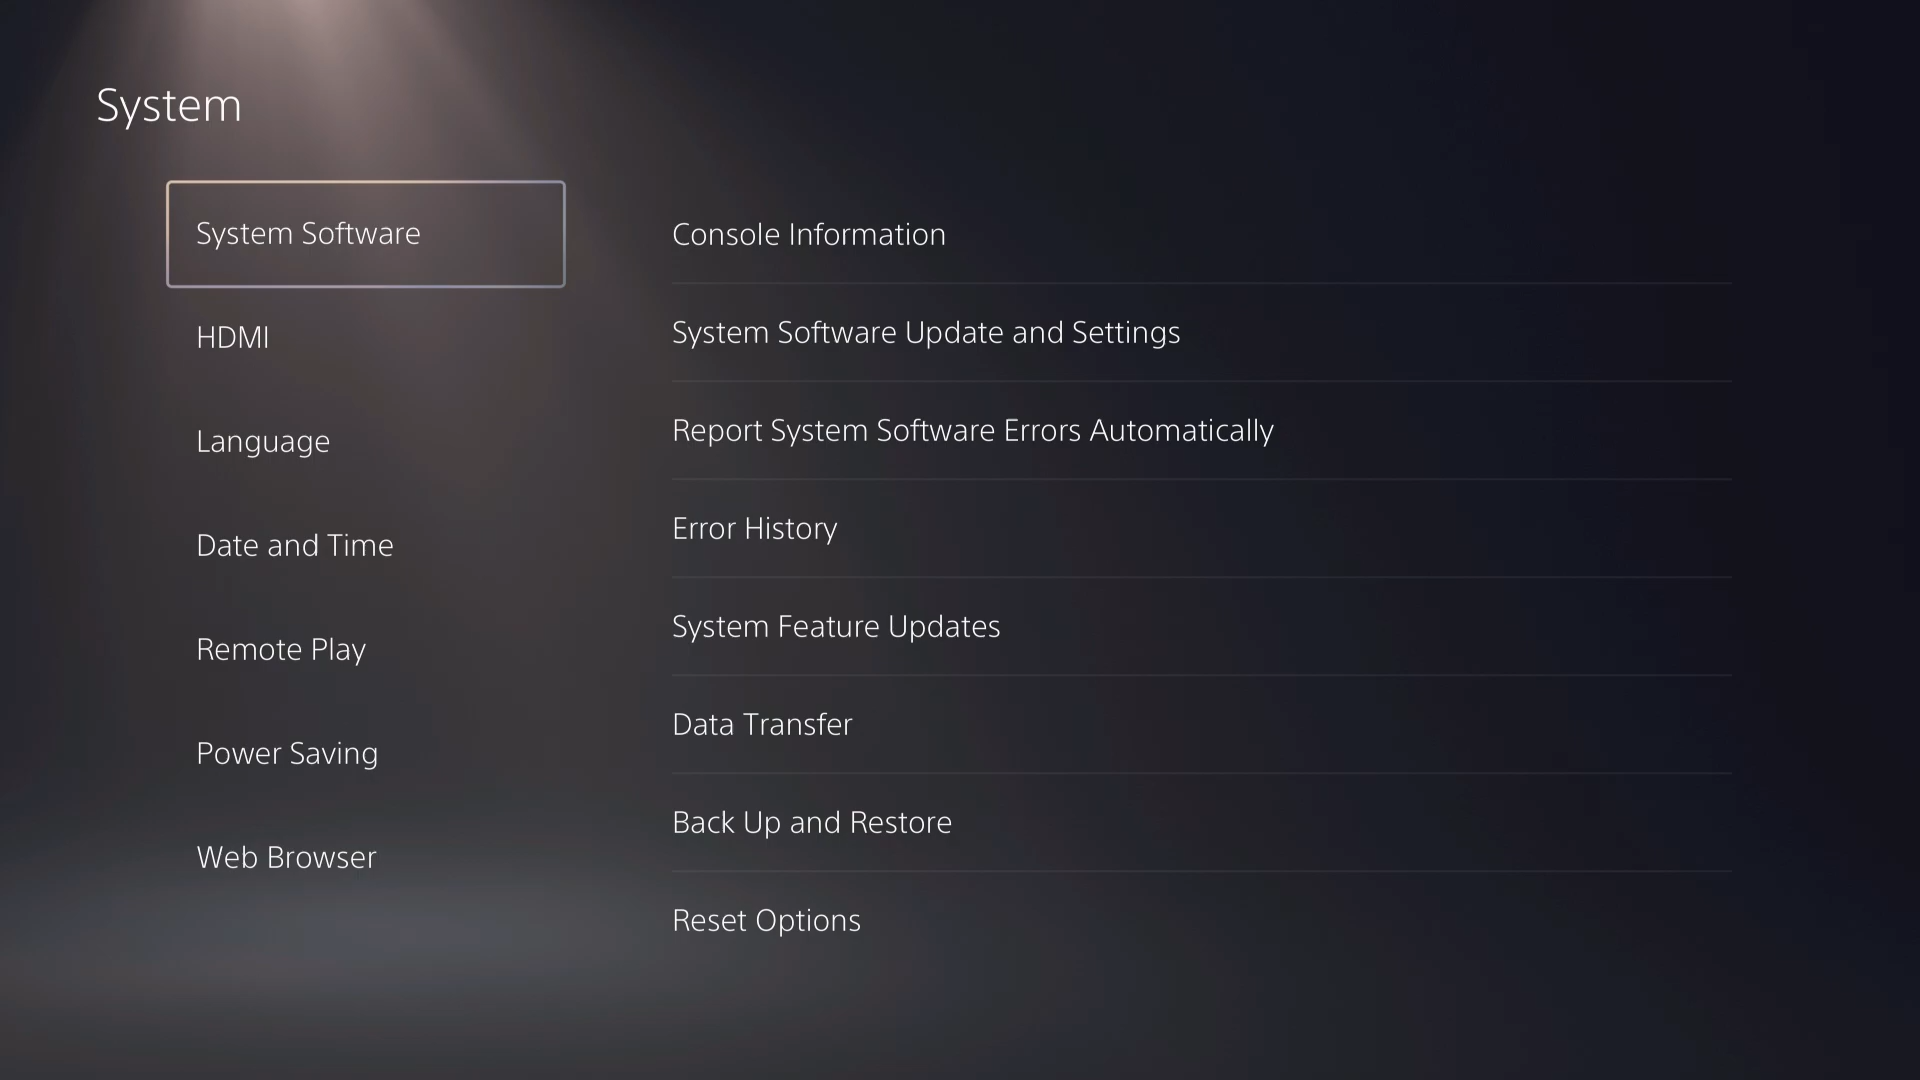 System
System Software
HDMI
Language
Date and Time
Remote Play
Power Saving
Web Browser
Console Information
System Software Update and Settings
Report System Software Errors Automatically
Error History
System Feature Updates
Data Transfer
Back Up and Restore
Reset Options